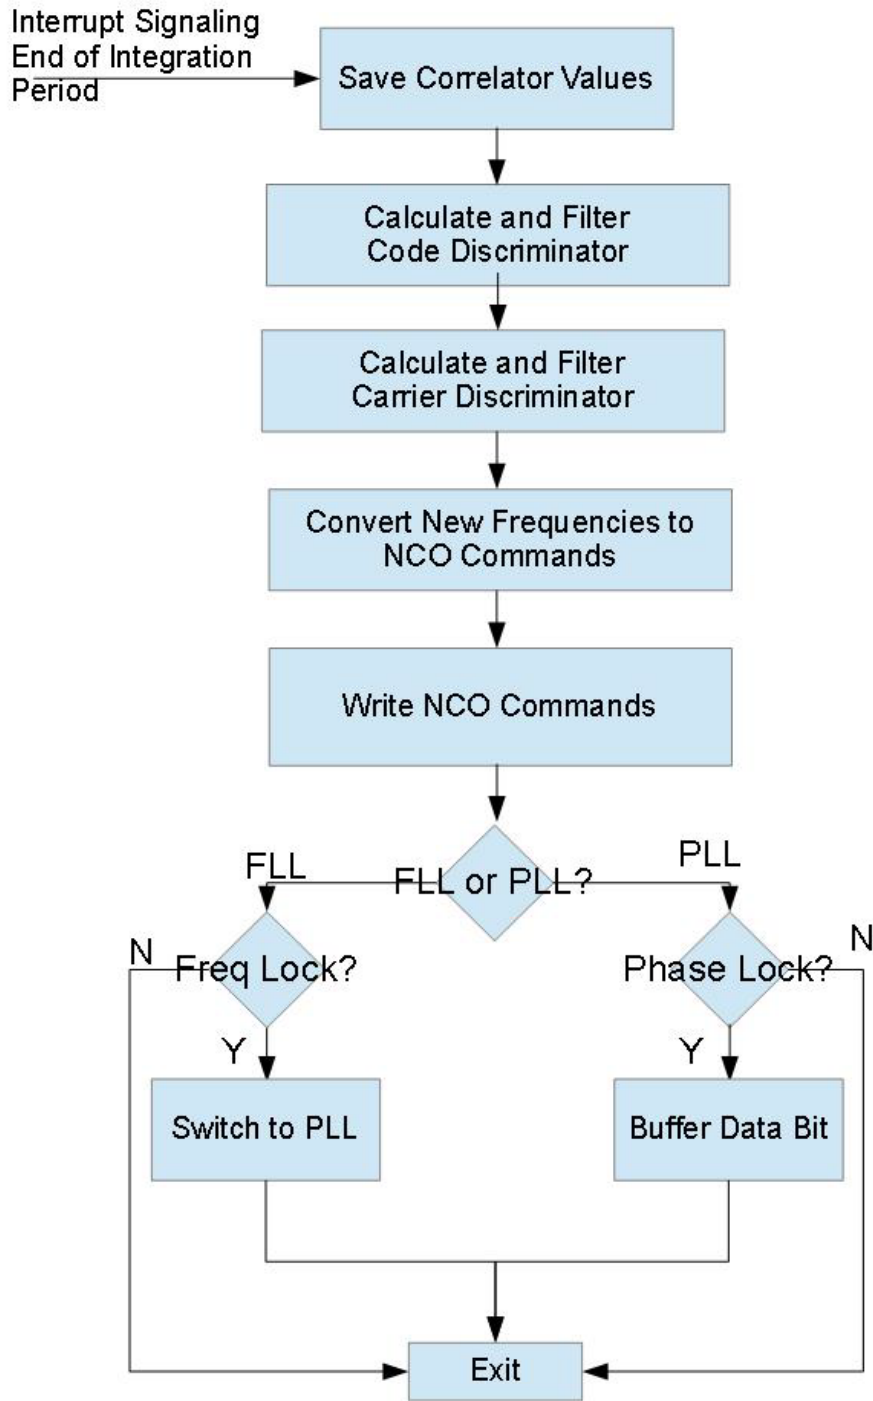 Interrupt Signaling
End of Integration
Period
Save Correlator Values
Calculate and Filter
Code Discriminator
Calculate and Filter
Carrier Discriminator
Convert New Frequencies to
NCO Commands
Write NCO Commands
FLL or PLL?
FLL
PLL
N
Freq Lock?
Phase Lock?
N
Y
Y
Switch to PLL
Buffer Data Bit
Exit